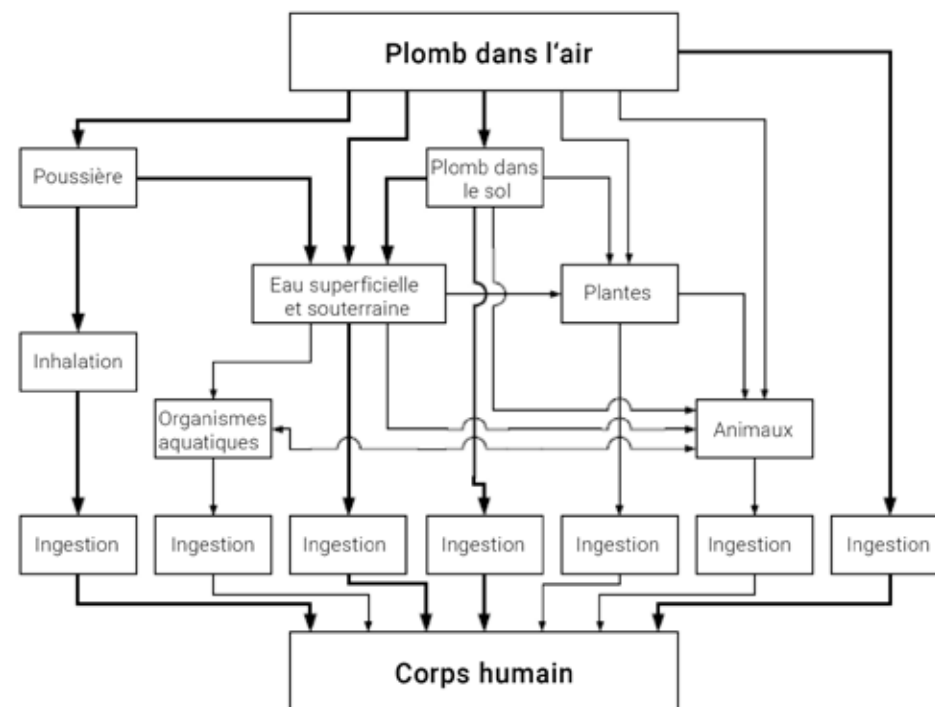 Plomb dans l‘air
Poussière
Plomb dans
le sol
Eau superficielle
et souterraine
Plantes
Inhalation
Organismes
aquatiques
Animaux
Ingestion
Ingestion
Ingestion
Ingestion
Ingestion
Ingestion
Ingestion
Corps humain